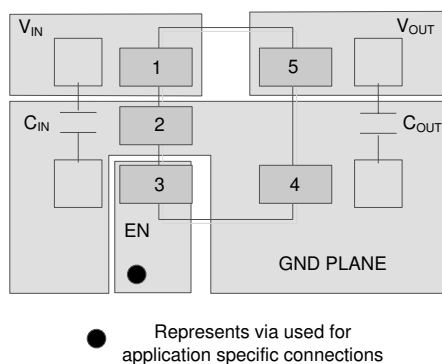 VIN
VOUT
1
5
CIN
2
COUT
3
4
EN
GND PLANE
Represents via used for
application specific connections